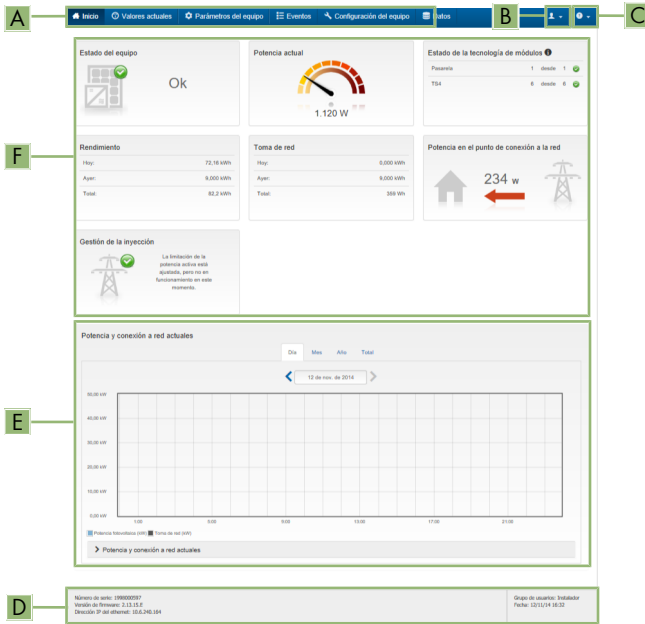 A
Inicio Valores actuales Parámetros del equipo Eventos Configuración del equipo Datos
B
C
F
Estado del equipo
Ok
Potencia actual
1.120 W
Estado de la tecnología de módulos
Pasarela 1 desde 1
TS4 6 desde 6
Rendimiento
Hoy: 72,16 kWh
Ayer: 9,000 kWh
Total: 82,2 kWh
Toma de red
Hoy: 0,000 kWh
Ayer: 9,000 kWh
Total: 359 Wh
Potencia en el punto de conexión a la red
234 w
Gestión de la inyección
La limitación de la
potencia activa está
ajustada, pero no en
funcionamiento en este
momento.
E
Potencia y conexión a red actuales
Día Mes Año Total
12 de nov. de 2014
50,00 kW
40,00 kW
30,00 kW
20,00 kW
10,00 kW
0,00 kW
1:00 5:00 9:00 13:00 17:00 21:00
Potencia fotovoltaica (kW) Toma de red (kW)
Potencia y conexión a red actuales
D
Número de serie: 1990000597
Versión de firmware: 2.13.15.E
Dirección IP del ethernet: 10.6.240.184
Grupo de usuarios: Instalador
Fecha: 12/11/14 16:32